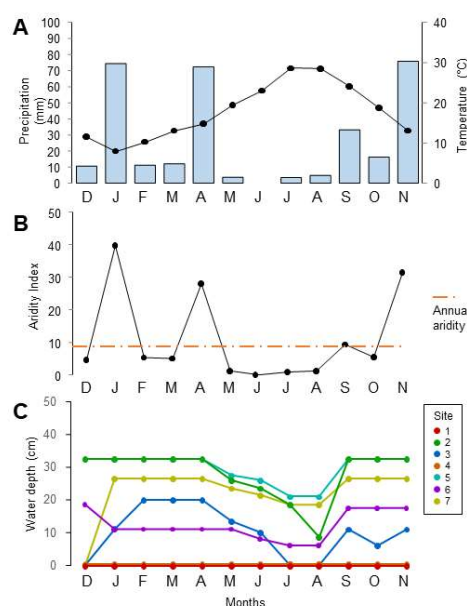 A
Precipitation (mm)
100
90
80
70
60
50
40
30
20
10
0
40
30
20
10
0
Temperature (°C)
D J F M A M J J A S O N
B
Aridity Index
50
40
30
20
10
0
Annua
aridity
D J F M A M J J A S O N
C
Water depth (cm)
50
40
30
20
10
0
Site
1
2
3
4
5
6
7
D J F M A M J J A S O N
Months